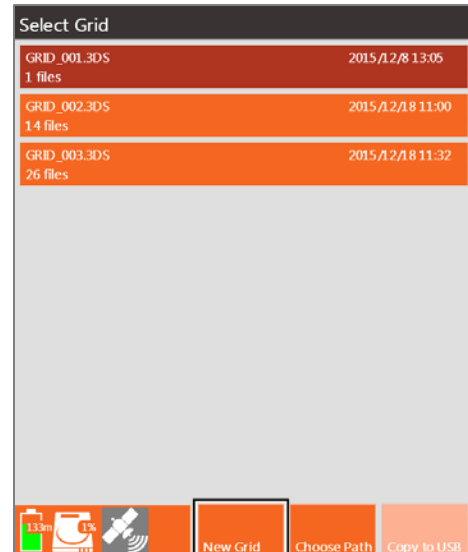 Select Grid
GRID_001.3DS 2015/12/8 13:05
1 files
GRID_002.3DS 2015/12/18 11:00
14 files
GRID_003.3DS 2015/12/18 11:32
26 files
133m 1% New Grid Choose Path Copy to USB